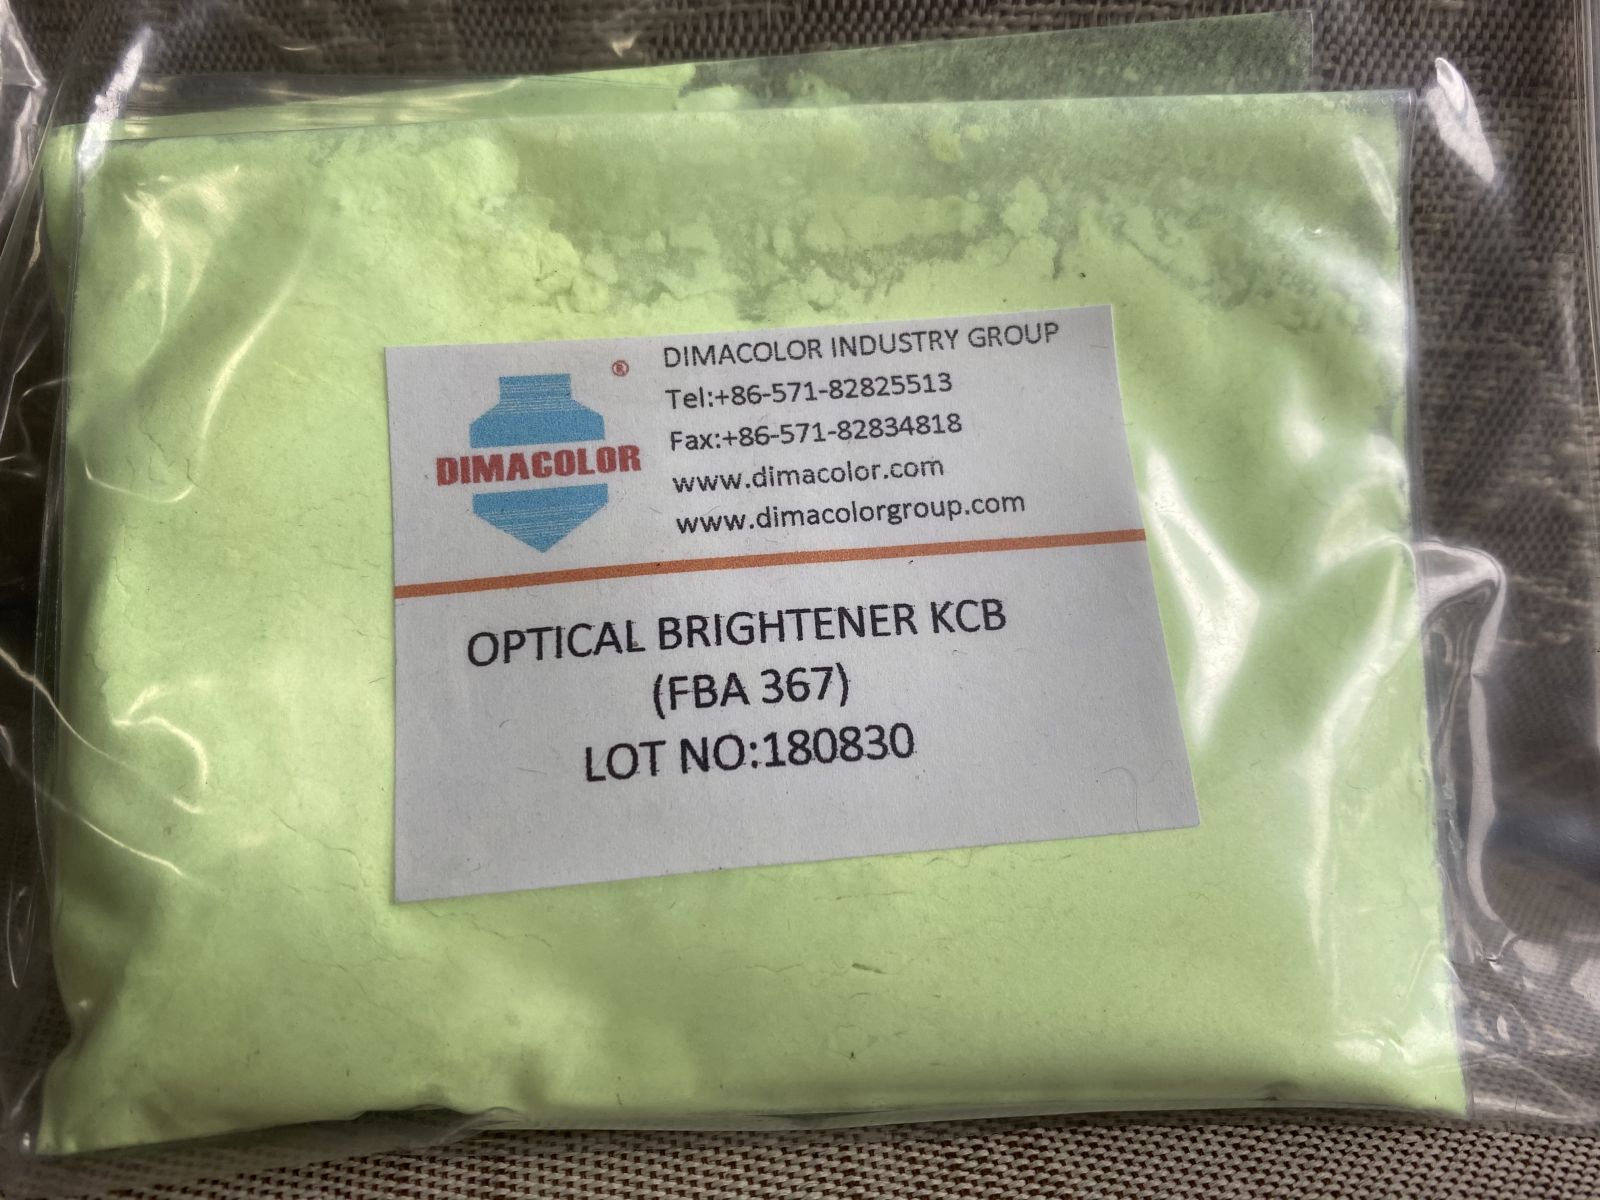 DIMACOLOR ®
DIMACOLOR INDUSTRY GROUP
Tel:+86-571-82825513
Fax:+86-571-82834818
www.dimacolor.com
www.dimacolorgroup.com
OPTICAL BRIGHTENER KCB
(FBA 367)
LOT NO:180830